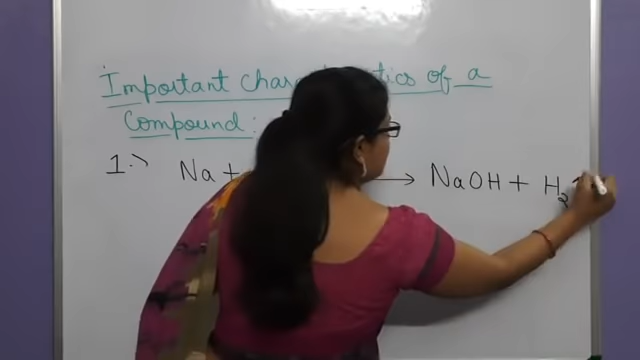 Important characteristics of a
Compound:
1:> Na + → NaOH + H₂